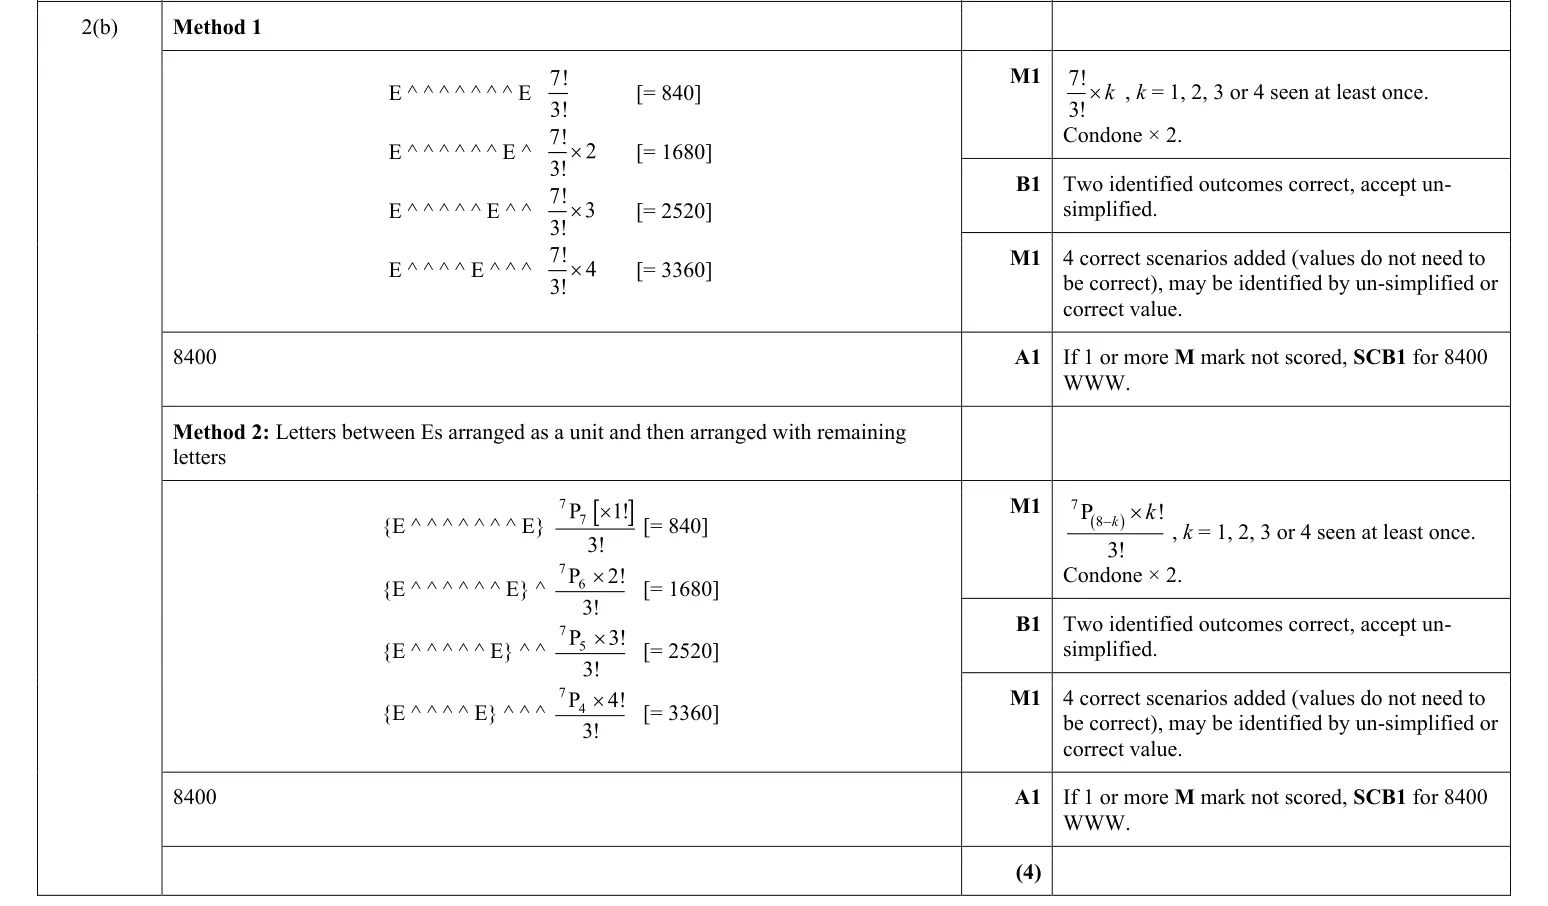 2(b) Method 1
E ^ ^ ^ ^ ^ ^ ^ E 7!/3! [= 840] M1 7!/3! × k , k = 1, 2, 3 or 4 seen at least once.
Condone × 2.
E ^ ^ ^ ^ ^ ^ E ^ 7!/3! × 2 [= 1680]
B1 Two identified outcomes correct, accept un-
simplified.
E ^ ^ ^ ^ ^ E ^ ^ 7!/3! × 3 [= 2520]
E ^ ^ ^ ^ E ^ ^ ^ 7!/3! × 4 [= 3360]
M1 4 correct scenarios added (values do not need to
be correct), may be identified by un-simplified or
correct value.
8400 A1 If 1 or more M mark not scored, SCB1 for 8400
WWW.
Method 2: Letters between Es arranged as a unit and then arranged with remaining
letters
{E ^ ^ ^ ^ ^ ^ ^ E} ⁷P₇ [×1!]/3! [= 840] M1 ⁷P₍₈₋ₖ₎ × k!/3! , k = 1, 2, 3 or 4 seen at least once.
Condone × 2.
{E ^ ^ ^ ^ ^ ^ E} ^ ⁷P₆ × 2!/3! [= 1680]
B1 Two identified outcomes correct, accept un-
simplified.
{E ^ ^ ^ ^ ^ E} ^ ^ ⁷P₅ × 3!/3! [= 2520]
{E ^ ^ ^ ^ E} ^ ^ ^ ⁷P₄ × 4!/3! [= 3360]
M1 4 correct scenarios added (values do not need to
be correct), may be identified by un-simplified or
correct value.
8400 A1 If 1 or more M mark not scored, SCB1 for 8400
WWW.
(4)